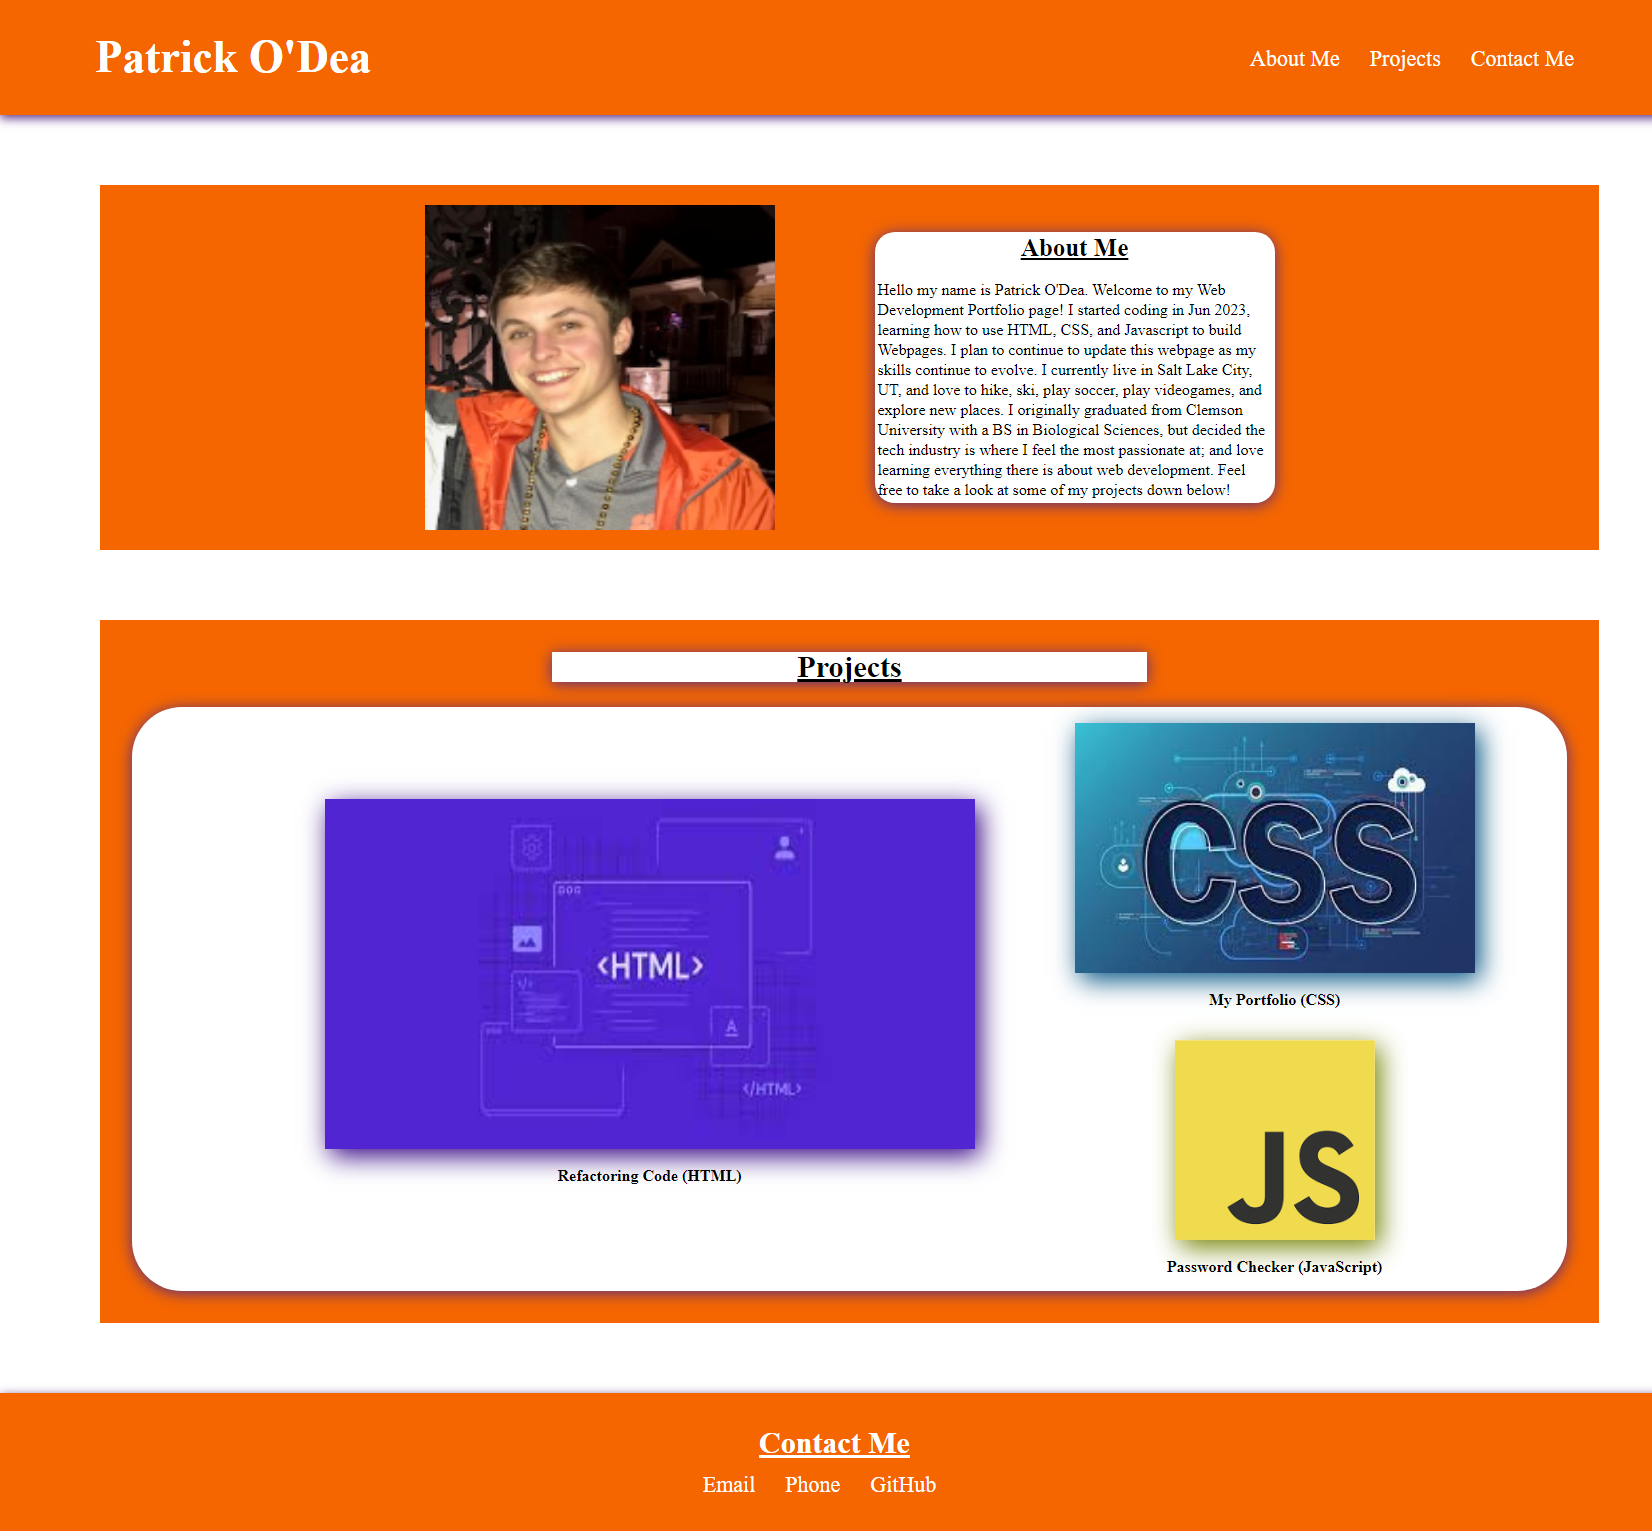 Patrick O'Dea
About Me Projects Contact Me
About Me
Hello my name is Patrick O'Dea. Welcome to my Web
Development Portfolio page! I started coding in Jun 2023,
learning how to use HTML, CSS, and Javascript to build
Webpages. I plan to continue to update this webpage as my
skills continue to evolve. I currently live in Salt Lake City,
UT, and love to hike, ski, play soccer, play videogames, and
explore new places. I originally graduated from Clemson
University with a BS in Biological Sciences, but decided the
tech industry is where I feel the most passionate at; and love
learning everything there is about web development. Feel
free to take a look at some of my projects down below!
Projects
</>
<HTML>
A
</HTML>
Refactoring Code (HTML)
CSS
My Portfolio (CSS)
JS
Password Checker (JavaScript)
Contact Me
Email Phone GitHub